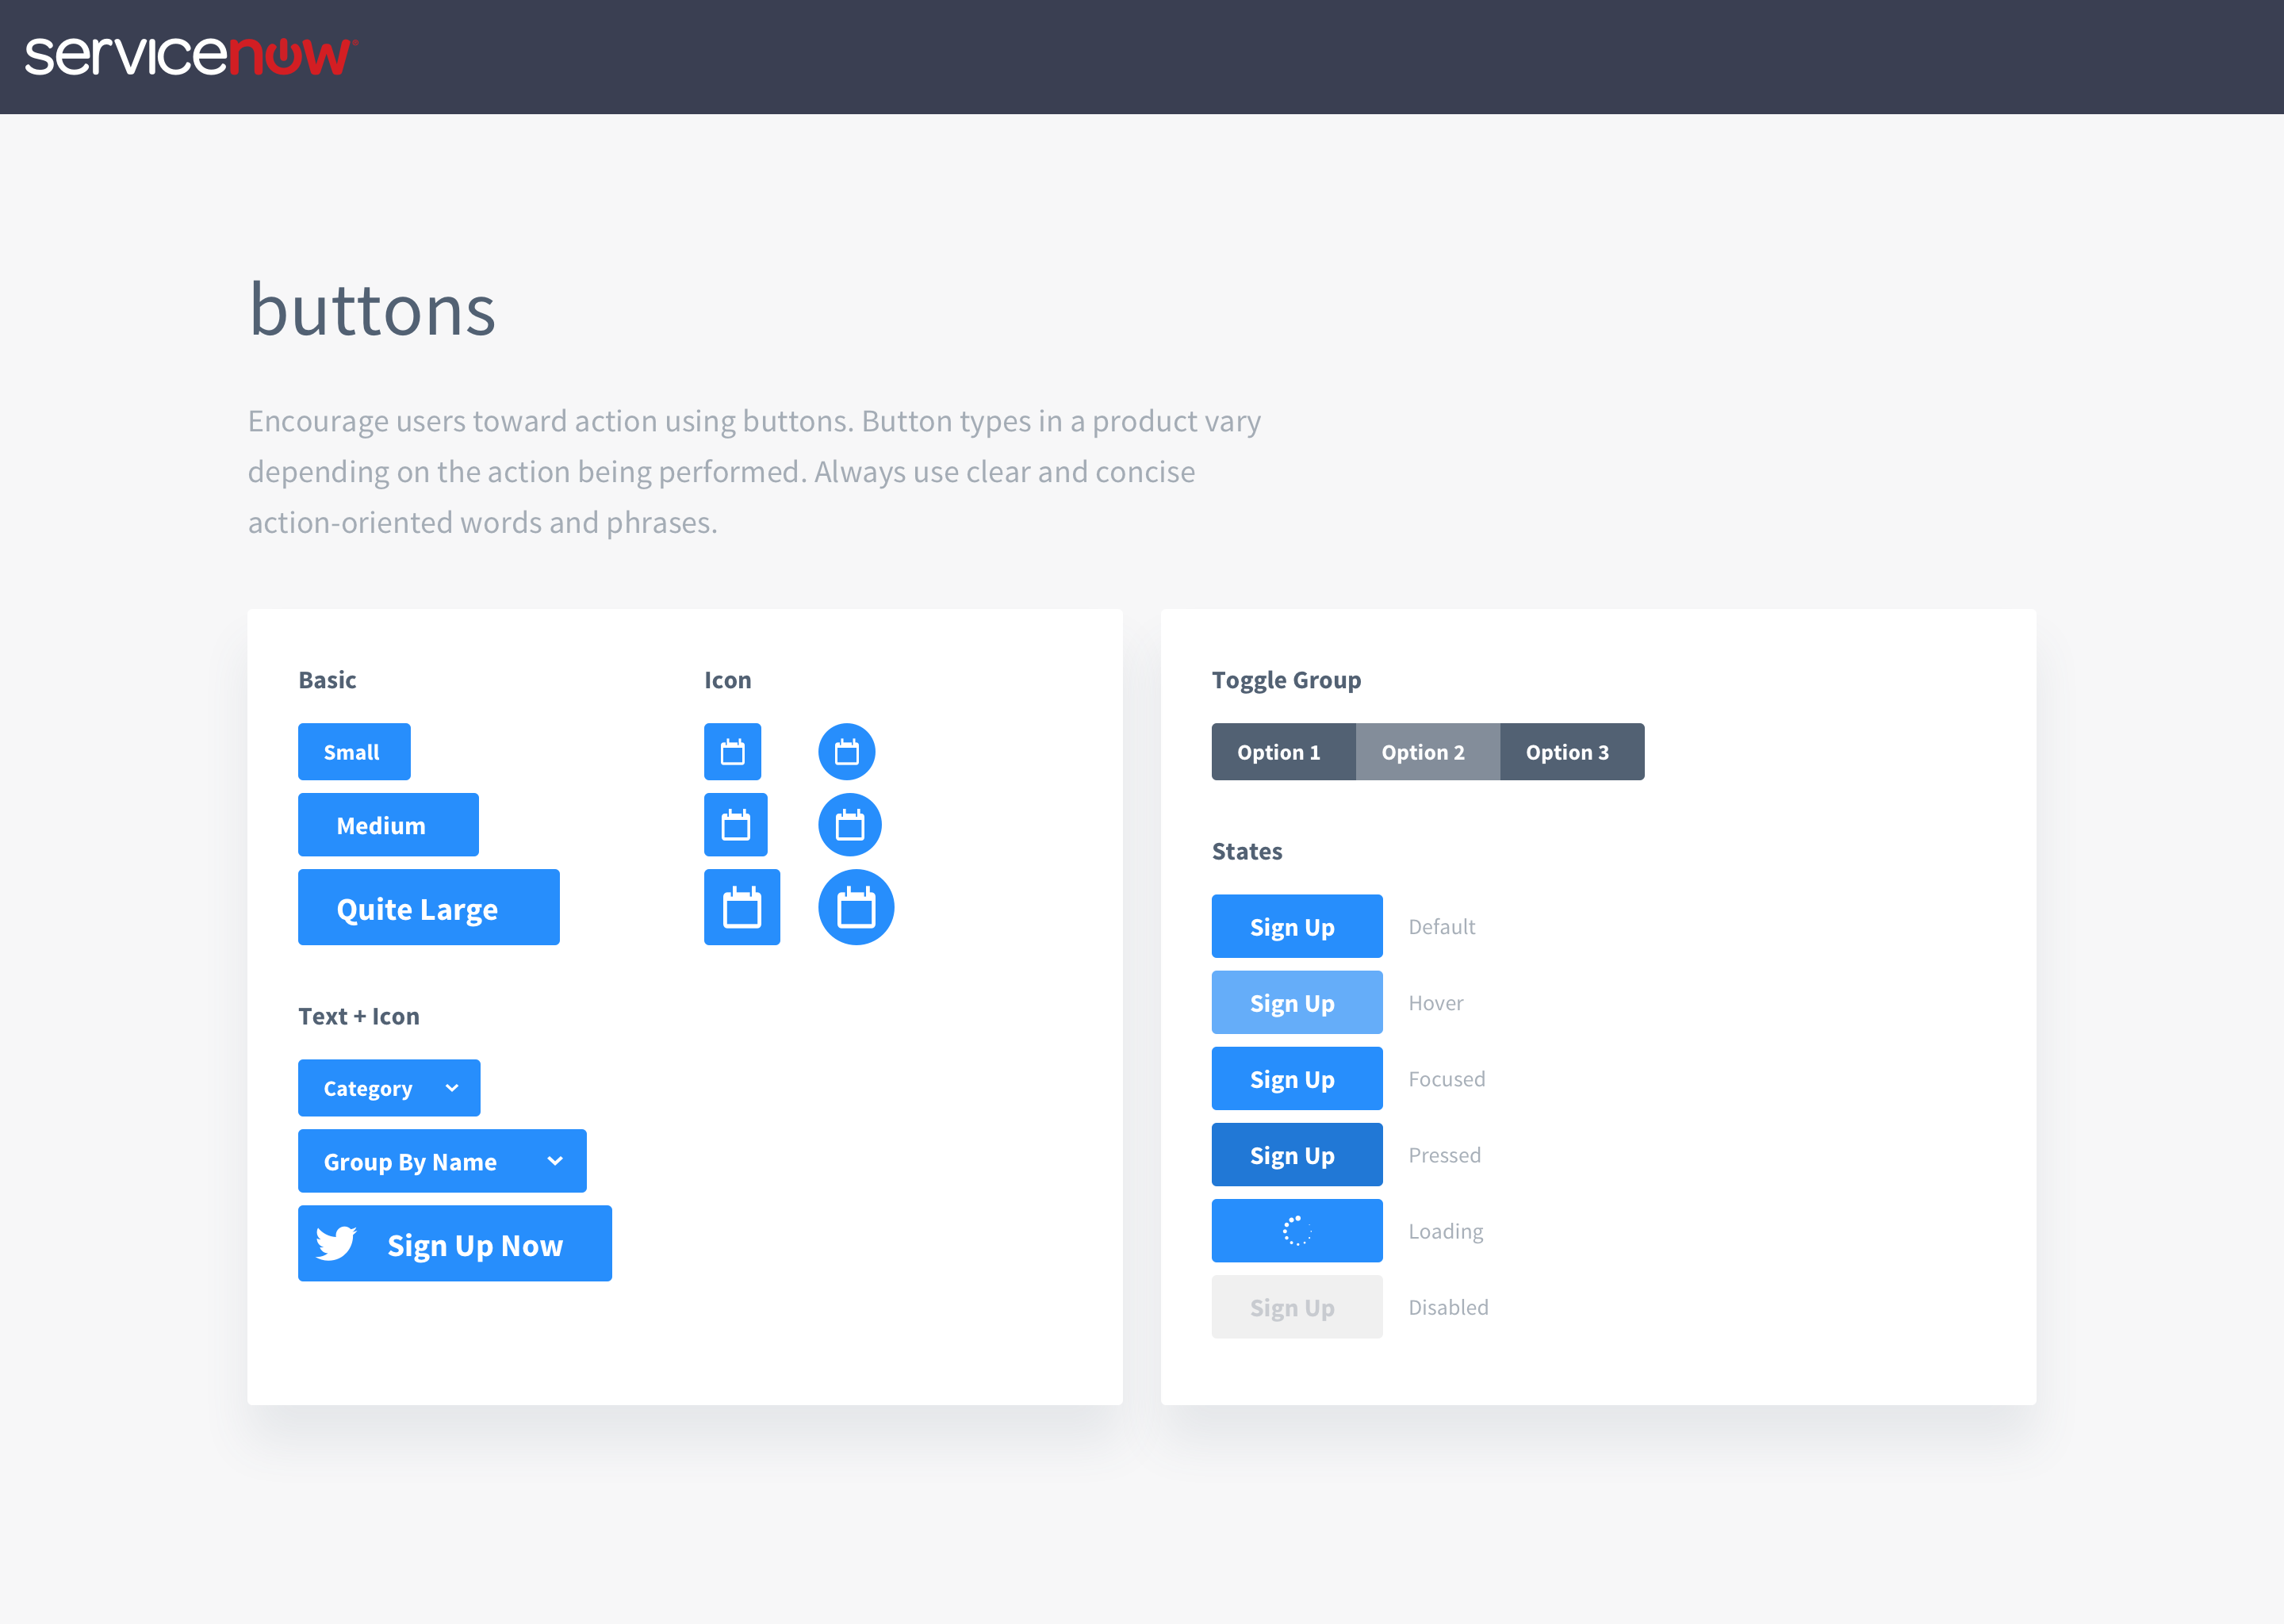 servicenow
buttons
Encourage users toward action using buttons. Button types in a product vary
depending on the action being performed. Always use clear and concise
action-oriented words and phrases.
Basic
Small
Medium
Quite Large
Icon
Text + Icon
Category
Group By Name
Sign Up Now
Toggle Group
Option 1 Option 2 Option 3
States
Sign Up Default
Sign Up Hover
Sign Up Focused
Sign Up Pressed
Loading
Sign Up Disabled